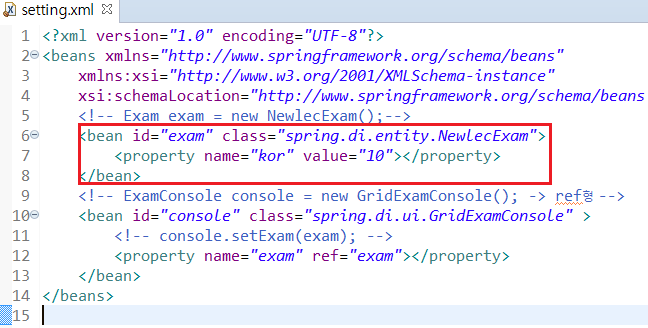 setting.xml
1 <?xml version="1.0" encoding="UTF-8"?>
2 <beans xmlns="http://www.springframework.org/schema/beans"
3 xmlns:xsi="http://www.w3.org/2001/XMLSchema-instance"
4 xsi:schemaLocation="http://www.springframework.org/schema/beans
5 <!-- Exam exam = new NewlecExam();-->
6 <bean id="exam" class="spring.di.entity.NewlecExam">
7 <property name="kor" value="10"></property>
8 </bean>
9 <!-- ExamConsole console = new GridExamConsole(); -> ref형 -->
10 <bean id="console" class="spring.di.ui.GridExamConsole" >
11 <!-- console.setExam(exam); -->
12 <property name="exam" ref="exam"></property>
13 </bean>
14 </beans>
15